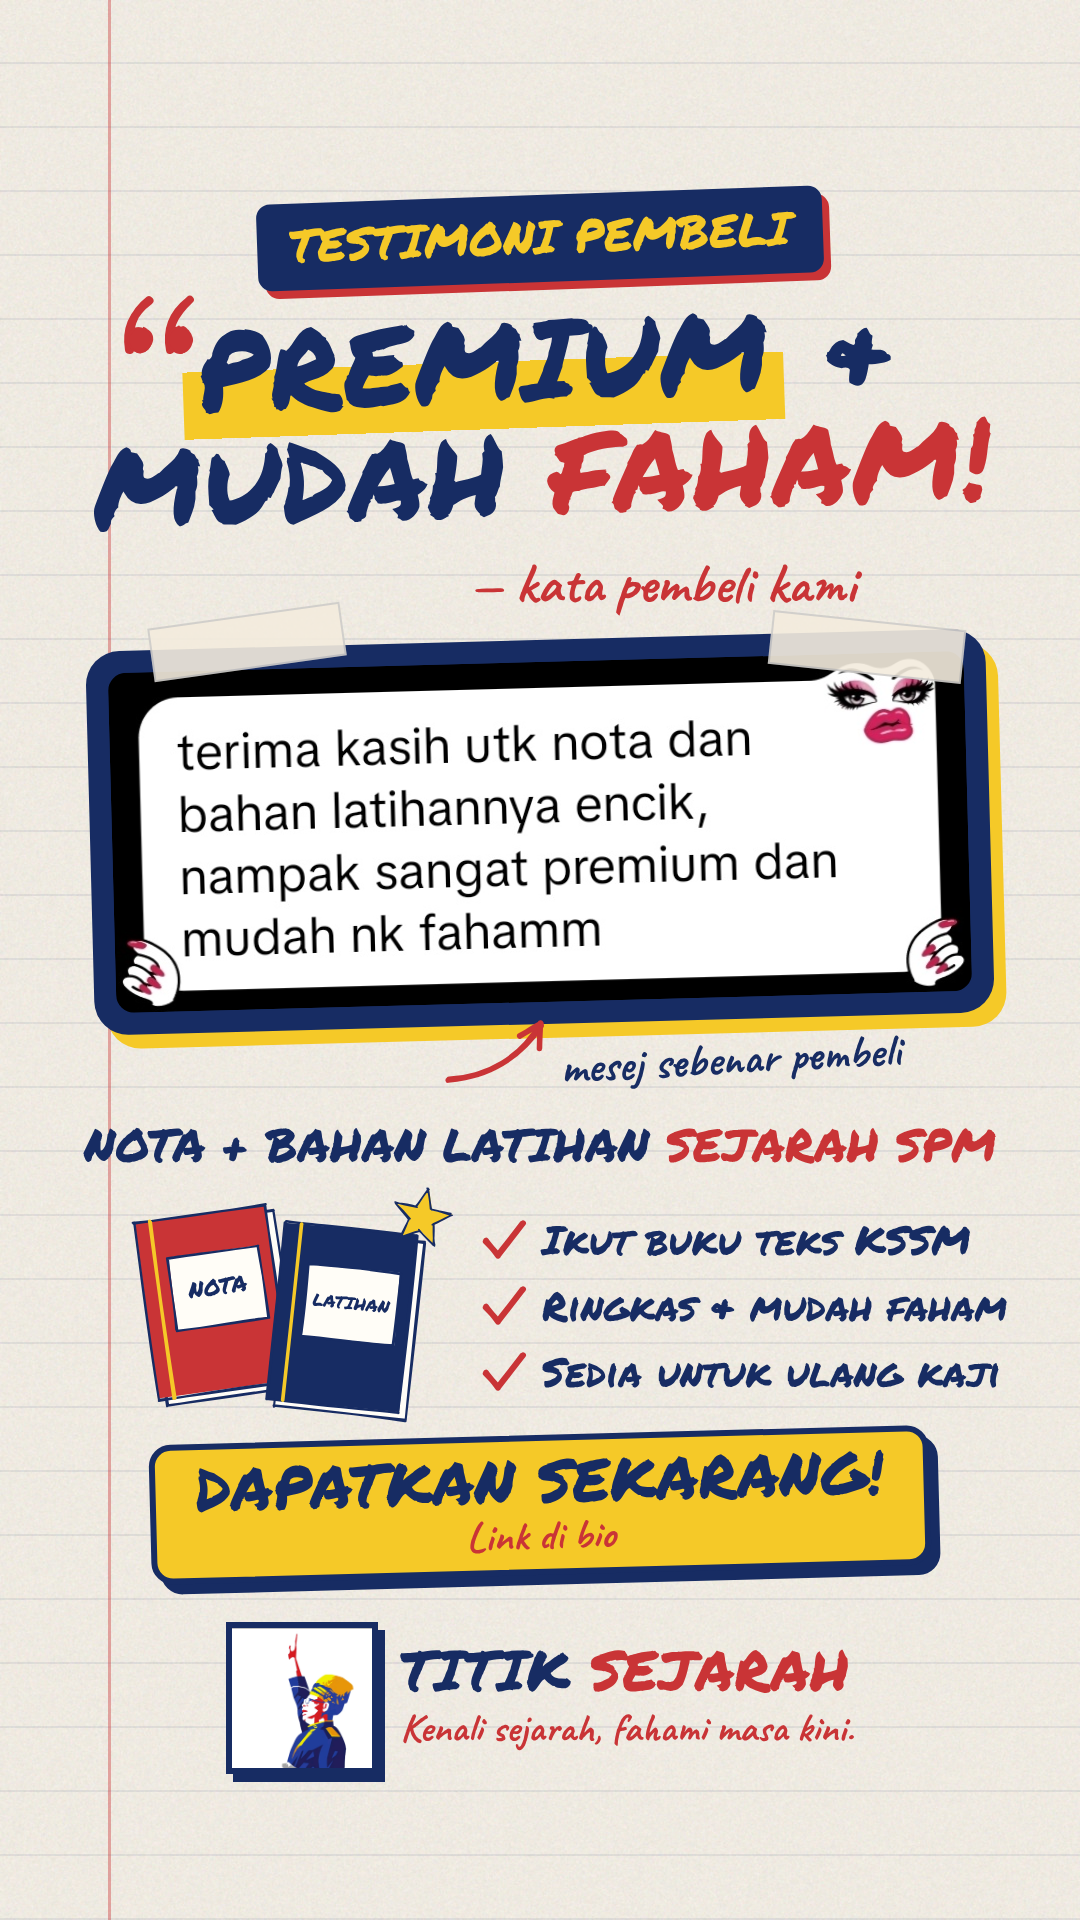 TESTIMONI PEMBELI
“PREMIUM &
MUDAH FAHAM!
– kata pembeli kami
terima kasih utk nota dan
bahan latihannya encik,
nampak sangat premium dan
mudah nk fahamm
mesej sebenar pembeli
NOTA + BAHAN LATIHAN SEJARAH SPM
NOTA
LATIHAN
✓ IKUT BUKU TEKS KSSM
✓ RINGKAS & MUDAH FAHAM
✓ SEDIA UNTUK ULANG KAJI
DAPATKAN SEKARANG!
Link di bio
TITIK SEJARAH
Kenali sejarah, fahami masa kini.